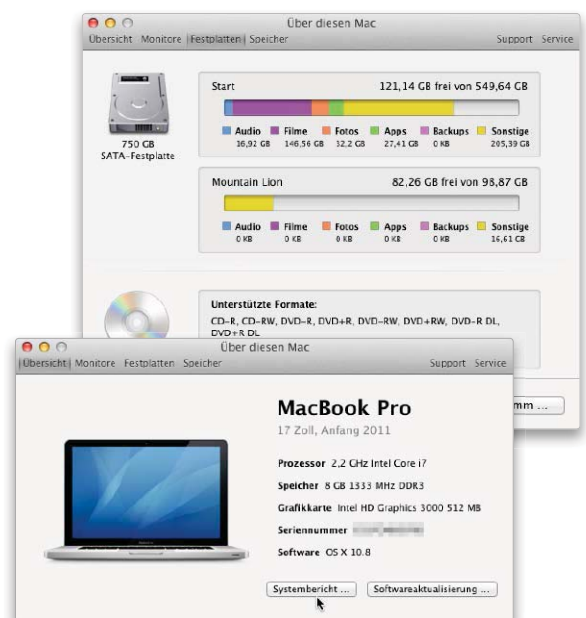 Über diesen Mac
Übersicht Monitore Festplatten Speicher Support Service
750 GB
SATA-Festplatte
Start 121,14 GB frei von 549,64 GB
Audio Filme Fotos Apps Backups Sonstige
16,92 GB 146,56 GB 32,2 GB 27,41 GB 0 KB 205,39 GB
Mountain Lion 82,26 GB frei von 98,87 GB
Audio Filme Fotos Apps Backups Sonstige
0 KB 0 KB 0 KB 0 KB 0 KB 16,61 GB
Unterstützte Formate:
CD-R, CD-RW, DVD-R, DVD+R, DVD-RW, DVD+RW, DVD-R DL,
DVD+R DL
mm ...
Über diesen Mac
Übersicht Monitore Festplatten Speicher Support Service
MacBook Pro
17 Zoll, Anfang 2011
Prozessor 2,2 GHz Intel Core i7
Speicher 8 GB 1333 MHz DDR3
Grafikkarte Intel HD Graphics 3000 512 MB
Seriennummer
Software OS X 10.8
Systembericht ... Softwareaktualisierung ...